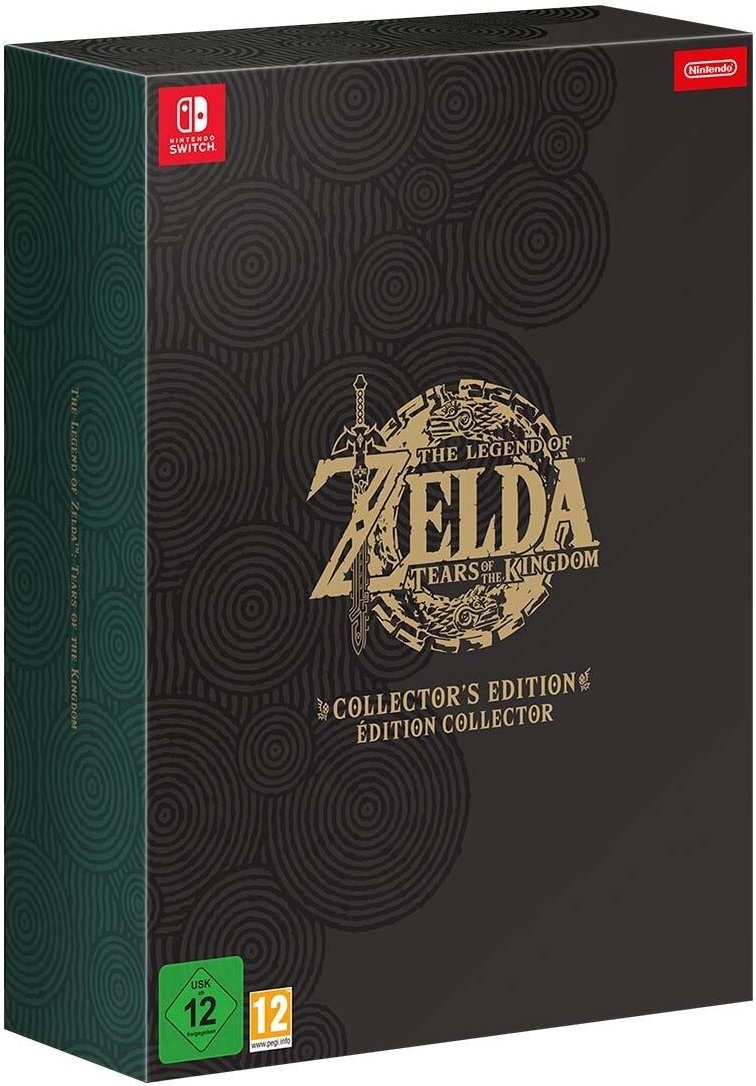 NINTENDO
SWITCH.
Nintendo
THE LEGEND OF ZELDA™: TEARS OF THE KINGDOM
THE LEGEND OF
ZELDA™
TEARS OF THE KINGDOM
COLLECTOR'S EDITION
ÉDITION COLLECTOR
USK
ab
12
freigegeben
12
www.pegi.info